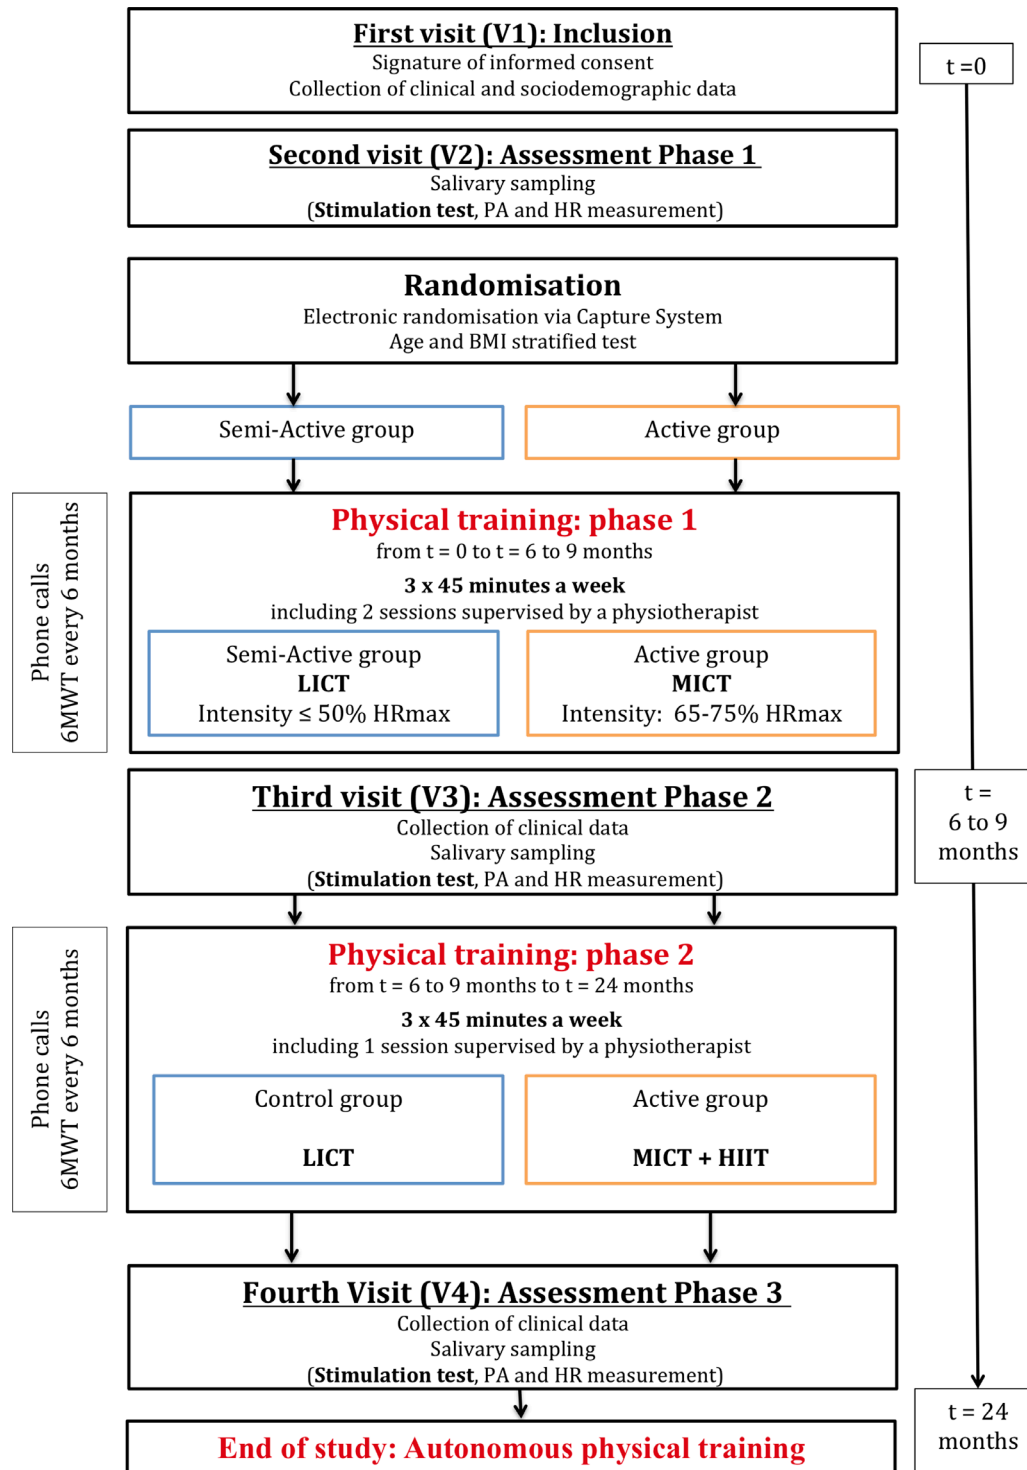 First visit (V1): Inclusion
Signature of informed consent
Collection of clinical and sociodemographic data
t =0
Second visit (V2): Assessment Phase 1
Salivary sampling
(Stimulation test, PA and HR measurement)
Randomisation
Electronic randomisation via Capture System
Age and BMI stratified test
Semi-Active group
Active group
Phone calls
6MWT every 6 months
Physical training: phase 1
from t = 0 to t = 6 to 9 months
3 x 45 minutes a week
including 2 sessions supervised by a physiotherapist
Semi-Active group
LICT
Intensity ≤ 50% HRmax
Active group
MICT
Intensity: 65-75% HRmax
Third visit (V3): Assessment Phase 2
Collection of clinical data
Salivary sampling
(Stimulation test, PA and HR measurement)
t =
6 to 9
months
Phone calls
6MWT every 6 months
Physical training: phase 2
from t = 6 to 9 months to t = 24 months
3 x 45 minutes a week
including 1 session supervised by a physiotherapist
Control group
LICT
Active group
MICT + HIIT
Fourth Visit (V4): Assessment Phase 3
Collection of clinical data
Salivary sampling
(Stimulation test, PA and HR measurement)
t = 24
months
End of study: Autonomous physical training